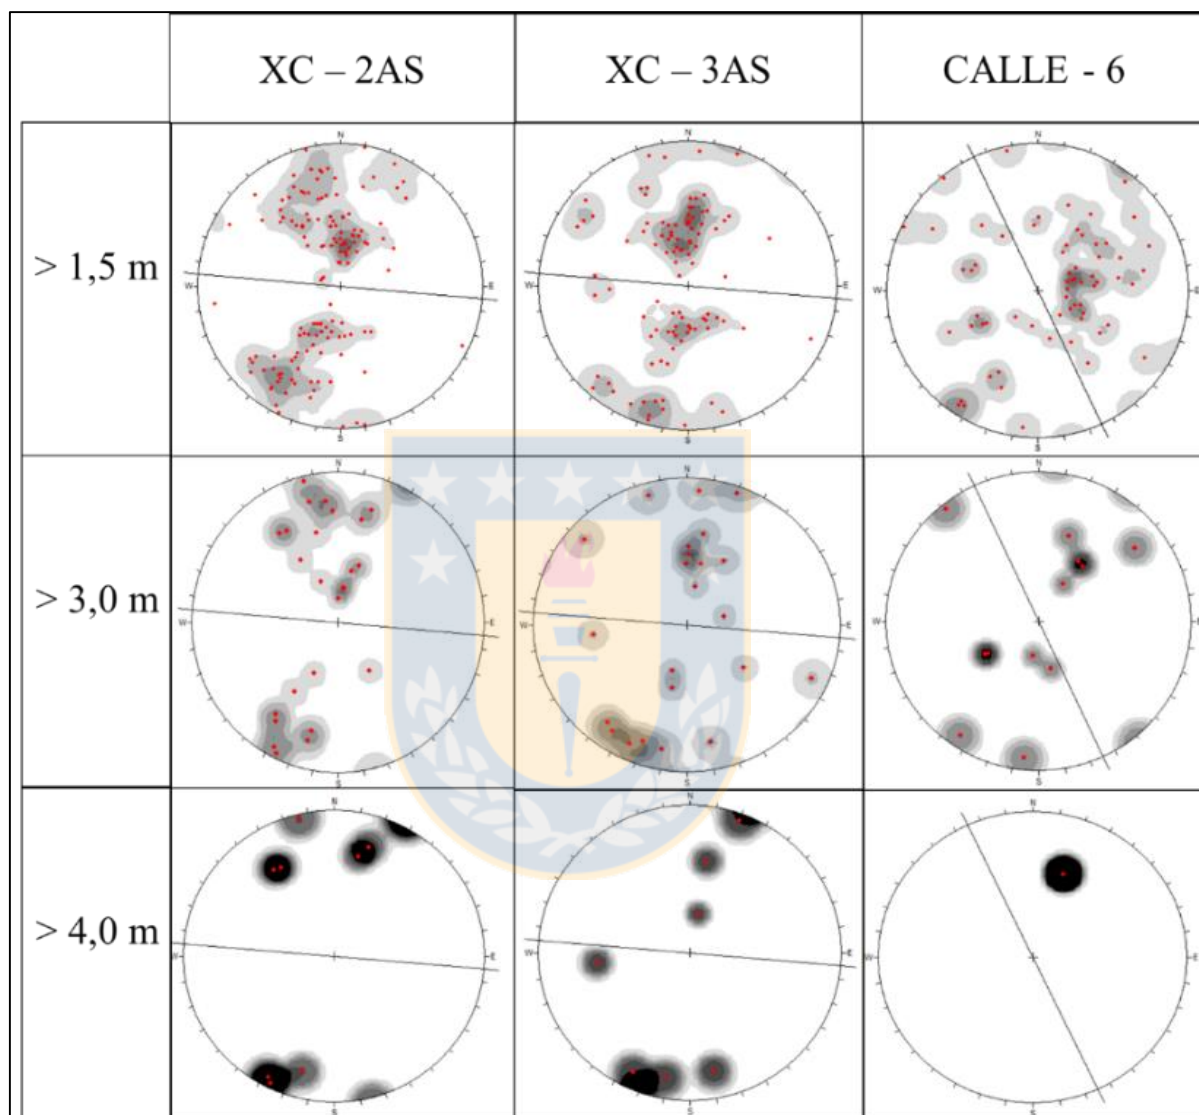 XC – 2AS XC – 3AS CALLE - 6
N N N
> 1,5 m
W E W E W E
S S S
N N N
> 3,0 m
W E W E W E
S S S
N N N
> 4,0 m
W E W E W E
S S S